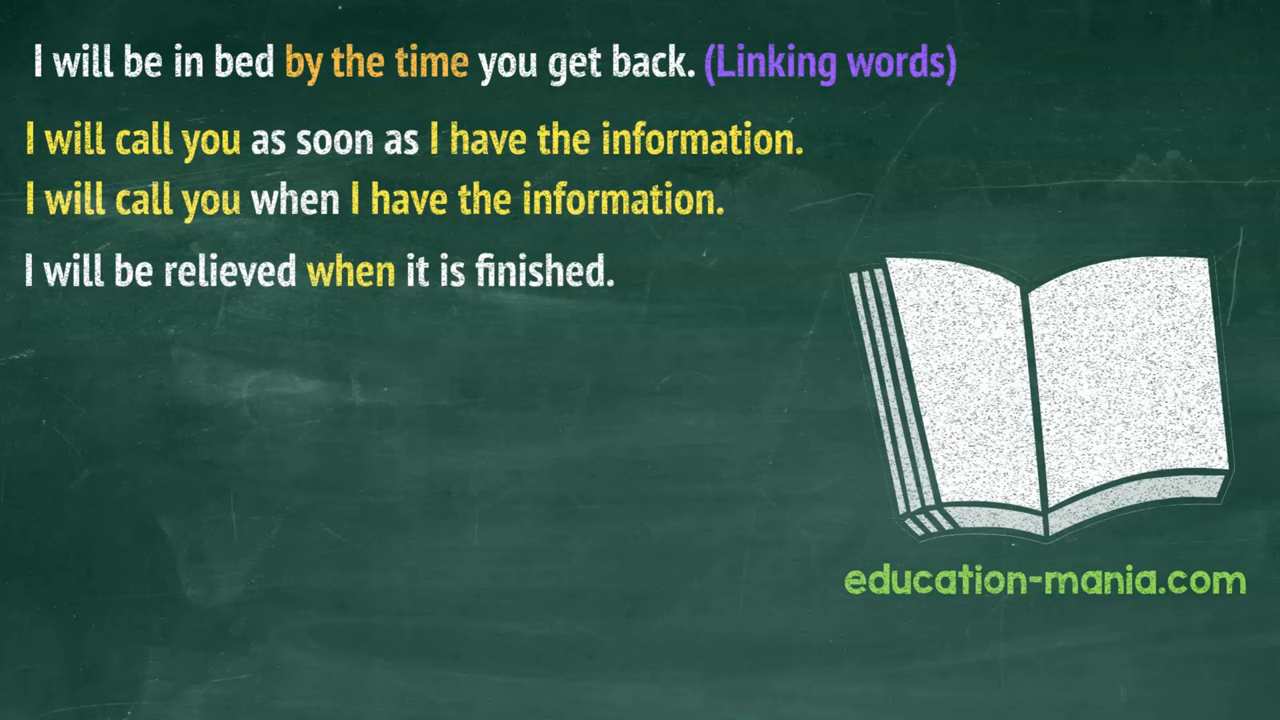 I will be in bed by the time you get back. (Linking words)
I will call you as soon as I have the information.
I will call you when I have the information.
I will be relieved when it is finished.
education-mania.com